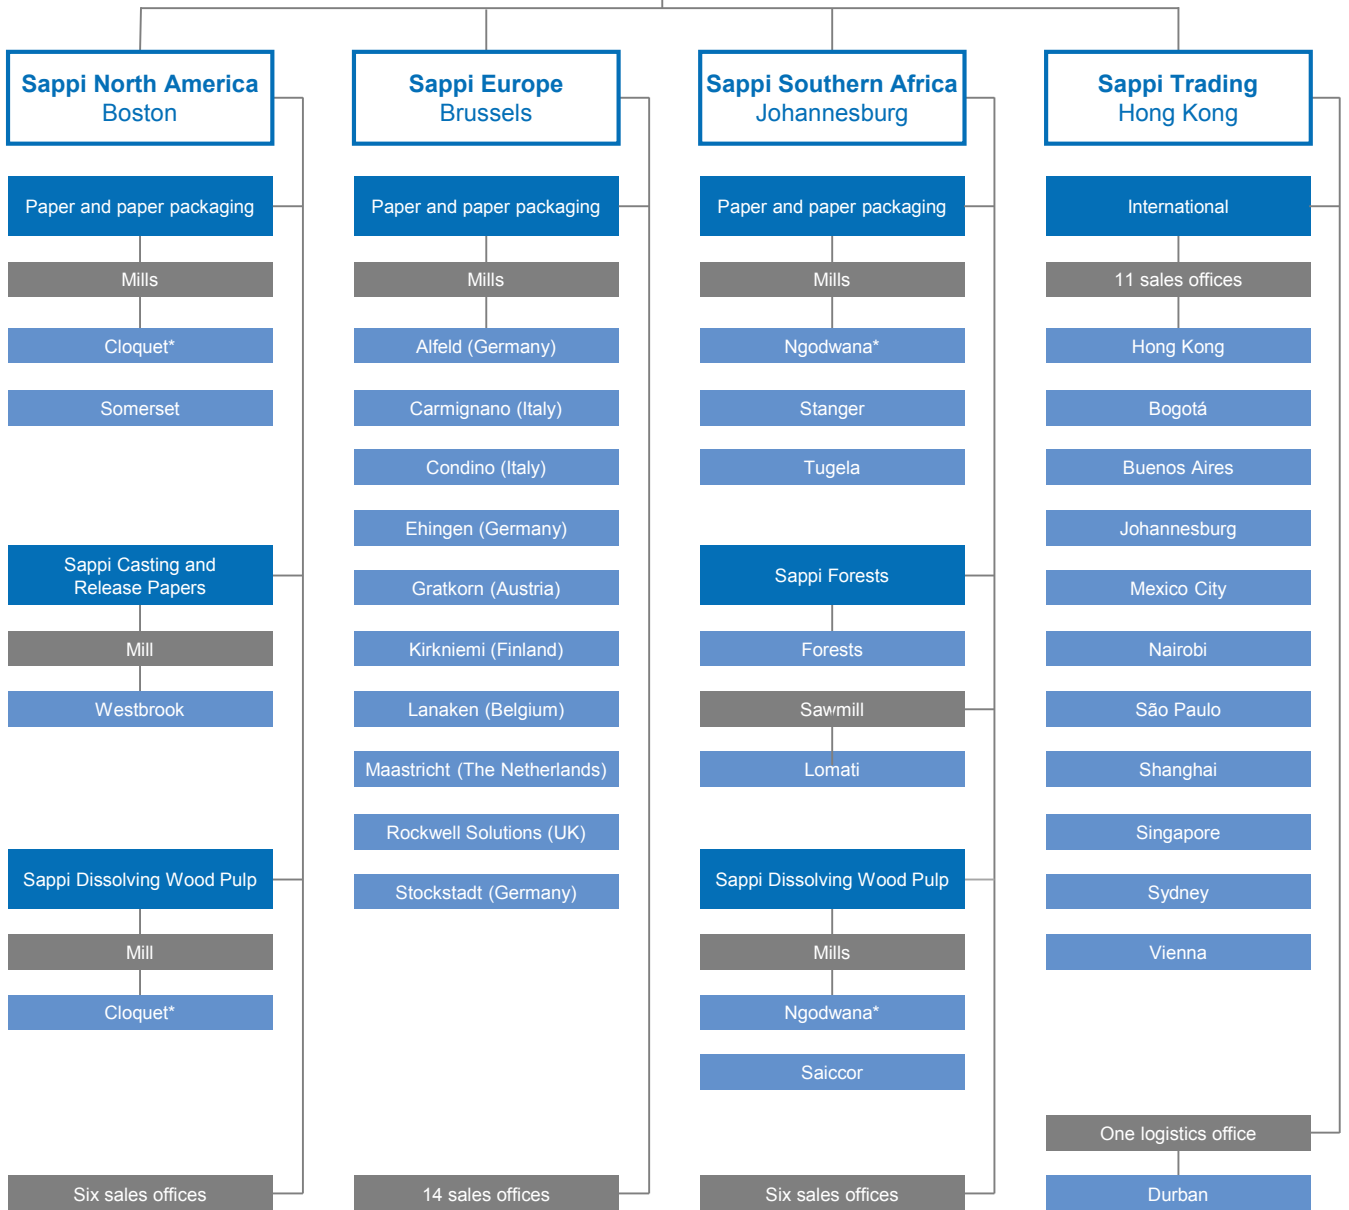 Sappi North America
Boston
Paper and paper packaging
Mills
Cloquet*
Somerset
Sappi Casting and
Release Papers
Mill
Westbrook
Sappi Dissolving Wood Pulp
Mill
Cloquet*
Six sales offices
Sappi Europe
Brussels
Paper and paper packaging
Mills
Alfeld (Germany)
Carmignano (Italy)
Condino (Italy)
Ehingen (Germany)
Gratkorn (Austria)
Kirkniemi (Finland)
Lanaken (Belgium)
Maastricht (The Netherlands)
Rockwell Solutions (UK)
Stockstadt (Germany)
14 sales offices
Sappi Southern Africa
Johannesburg
Paper and paper packaging
Mills
Ngodwana*
Stanger
Tugela
Sappi Forests
Forests
Sawmill
Lomati
Sappi Dissolving Wood Pulp
Mills
Ngodwana*
Saiccor
Six sales offices
Sappi Trading
Hong Kong
International
11 sales offices
Hong Kong
Bogotá
Buenos Aires
Johannesburg
Mexico City
Nairobi
São Paulo
Shanghai
Singapore
Sydney
Vienna
One logistics office
Durban